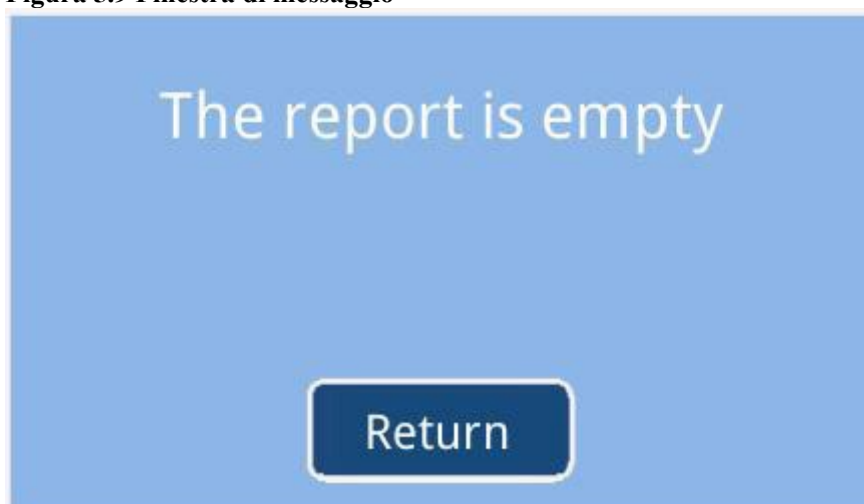 Figura 3.9 Finestra di messaggio
The report is empty
Return